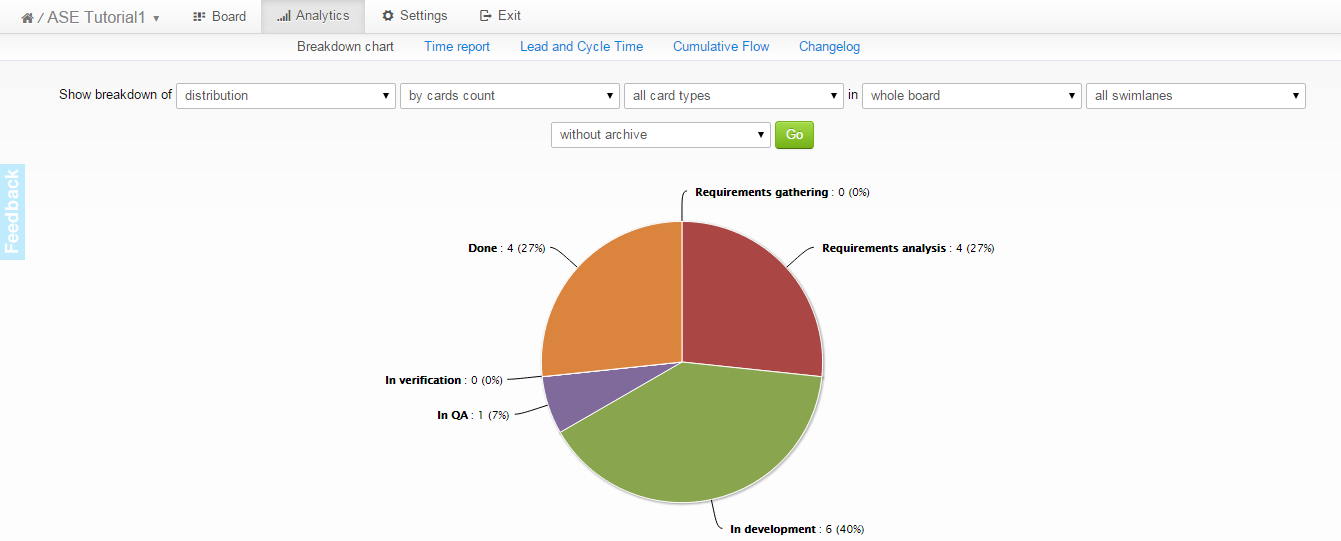 / ASE Tutorial1 ▾ Board Analytics Settings Exit
Breakdown chart Time report Lead and Cycle Time Cumulative Flow Changelog
Show breakdown of distribution by cards count all card types in whole board all swimlanes
without archive Go
Feedback
Requirements gathering : 0 (0%)
Done : 4 (27%)
Requirements analysis : 4 (27%)
In verification : 0 (0%)
In QA : 1 (7%)
In development : 6 (40%)